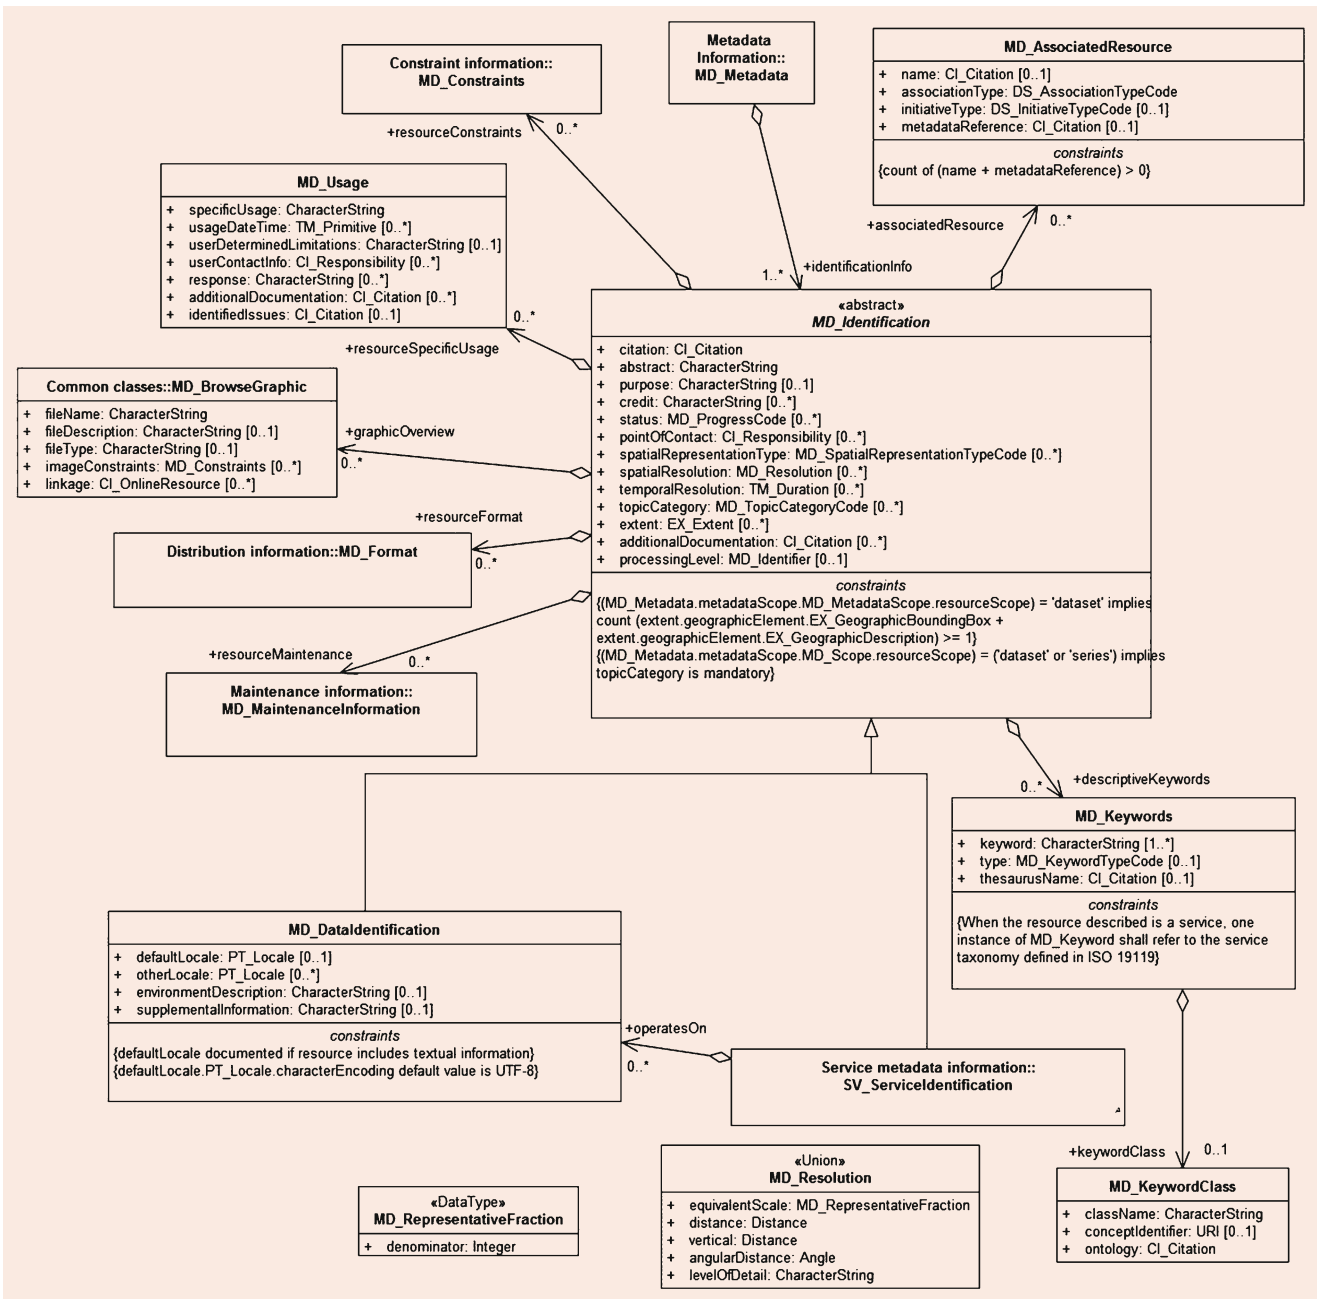 Constraint information::
MD_Constraints
Metadata
Information::
MD_Metadata
MD_AssociatedResource
+ name: CI_Citation [0..1]
+ associationType: DS_AssociationTypeCode
+ initiativeType: DS_InitiativeTypeCode [0..1]
+ metadataReference: CI_Citation [0..1]
constraints
{count of (name + metadataReference) > 0}
+resourceConstraints
0..*
MD_Usage
+ specificUsage: CharacterString
+ usageDateTime: TM_Primitive [0..*]
+ userDeterminedLimitations: CharacterString [0..1]
+ userContactInfo: CI_Responsibility [0..*]
+ response: CharacterString [0..*]
+ additionalDocumentation: CI_Citation [0..*]
+ identifiedIssues: CI_Citation [0..1]
+associatedResource
0..*
1..*
+identificationInfo
0..*
+resourceSpecificUsage
«abstract»
MD_Identification
+ citation: CI_Citation
+ abstract: CharacterString
+ purpose: CharacterString [0..1]
+ credit: CharacterString [0..*]
+ status: MD_ProgressCode [0..*]
+ pointOfContact: CI_Responsibility [0..*]
+ spatialRepresentationType: MD_SpatialRepresentationTypeCode [0..*]
+ spatialResolution: MD_Resolution [0..*]
+ temporalResolution: TM_Duration [0..*]
+ topicCategory: MD_TopicCategoryCode [0..*]
+ extent: EX_Extent [0..*]
+ additionalDocumentation: CI_Citation [0..*]
+ processingLevel: MD_Identifier [0..1]
constraints
{(MD_Metadata.metadataScope.MD_MetadataScope.resourceScope) = 'dataset' implies
count (extent.geographicElement.EX_GeographicBoundingBox +
extent.geographicElement.EX_GeographicDescription) >= 1}
{(MD_Metadata.metadataScope.MD_Scope.resourceScope) = ('dataset' or 'series') implies
topicCategory is mandatory}
Common classes::MD_BrowseGraphic
+ fileName: CharacterString
+ fileDescription: CharacterString [0..1]
+ fileType: CharacterString [0..1]
+ imageConstraints: MD_Constraints [0..*]
+ linkage: CI_OnlineResource [0..*]
+graphicOverview
0..*
+resourceFormat
0..*
Distribution information::MD_Format
+resourceMaintenance
0..*
Maintenance information::
MD_MaintenanceInformation
0..*
+descriptiveKeywords
MD_Keywords
+ keyword: CharacterString [1..*]
+ type: MD_KeywordTypeCode [0..1]
+ thesaurusName: CI_Citation [0..1]
constraints
{When the resource described is a service, one
instance of MD_Keyword shall refer to the service
taxonomy defined in ISO 19119}
MD_DataIdentification
+ defaultLocale: PT_Locale [0..1]
+ otherLocale: PT_Locale [0..*]
+ environmentDescription: CharacterString [0..1]
+ supplementalInformation: CharacterString [0..1]
constraints
{defaultLocale documented if resource includes textual information}
{defaultLocale.PT_Locale.characterEncoding default value is UTF-8}
+operatesOn
0..*
Service metadata information::
SV_ServiceIdentification
+keywordClass
0..1
MD_KeywordClass
+ className: CharacterString
+ conceptIdentifier: URI [0..1]
+ ontology: CI_Citation
«Union»
MD_Resolution
+ equivalentScale: MD_RepresentativeFraction
+ distance: Distance
+ vertical: Distance
+ angularDistance: Angle
+ levelOfDetail: CharacterString
«DataType»
MD_RepresentativeFraction
+ denominator: Integer